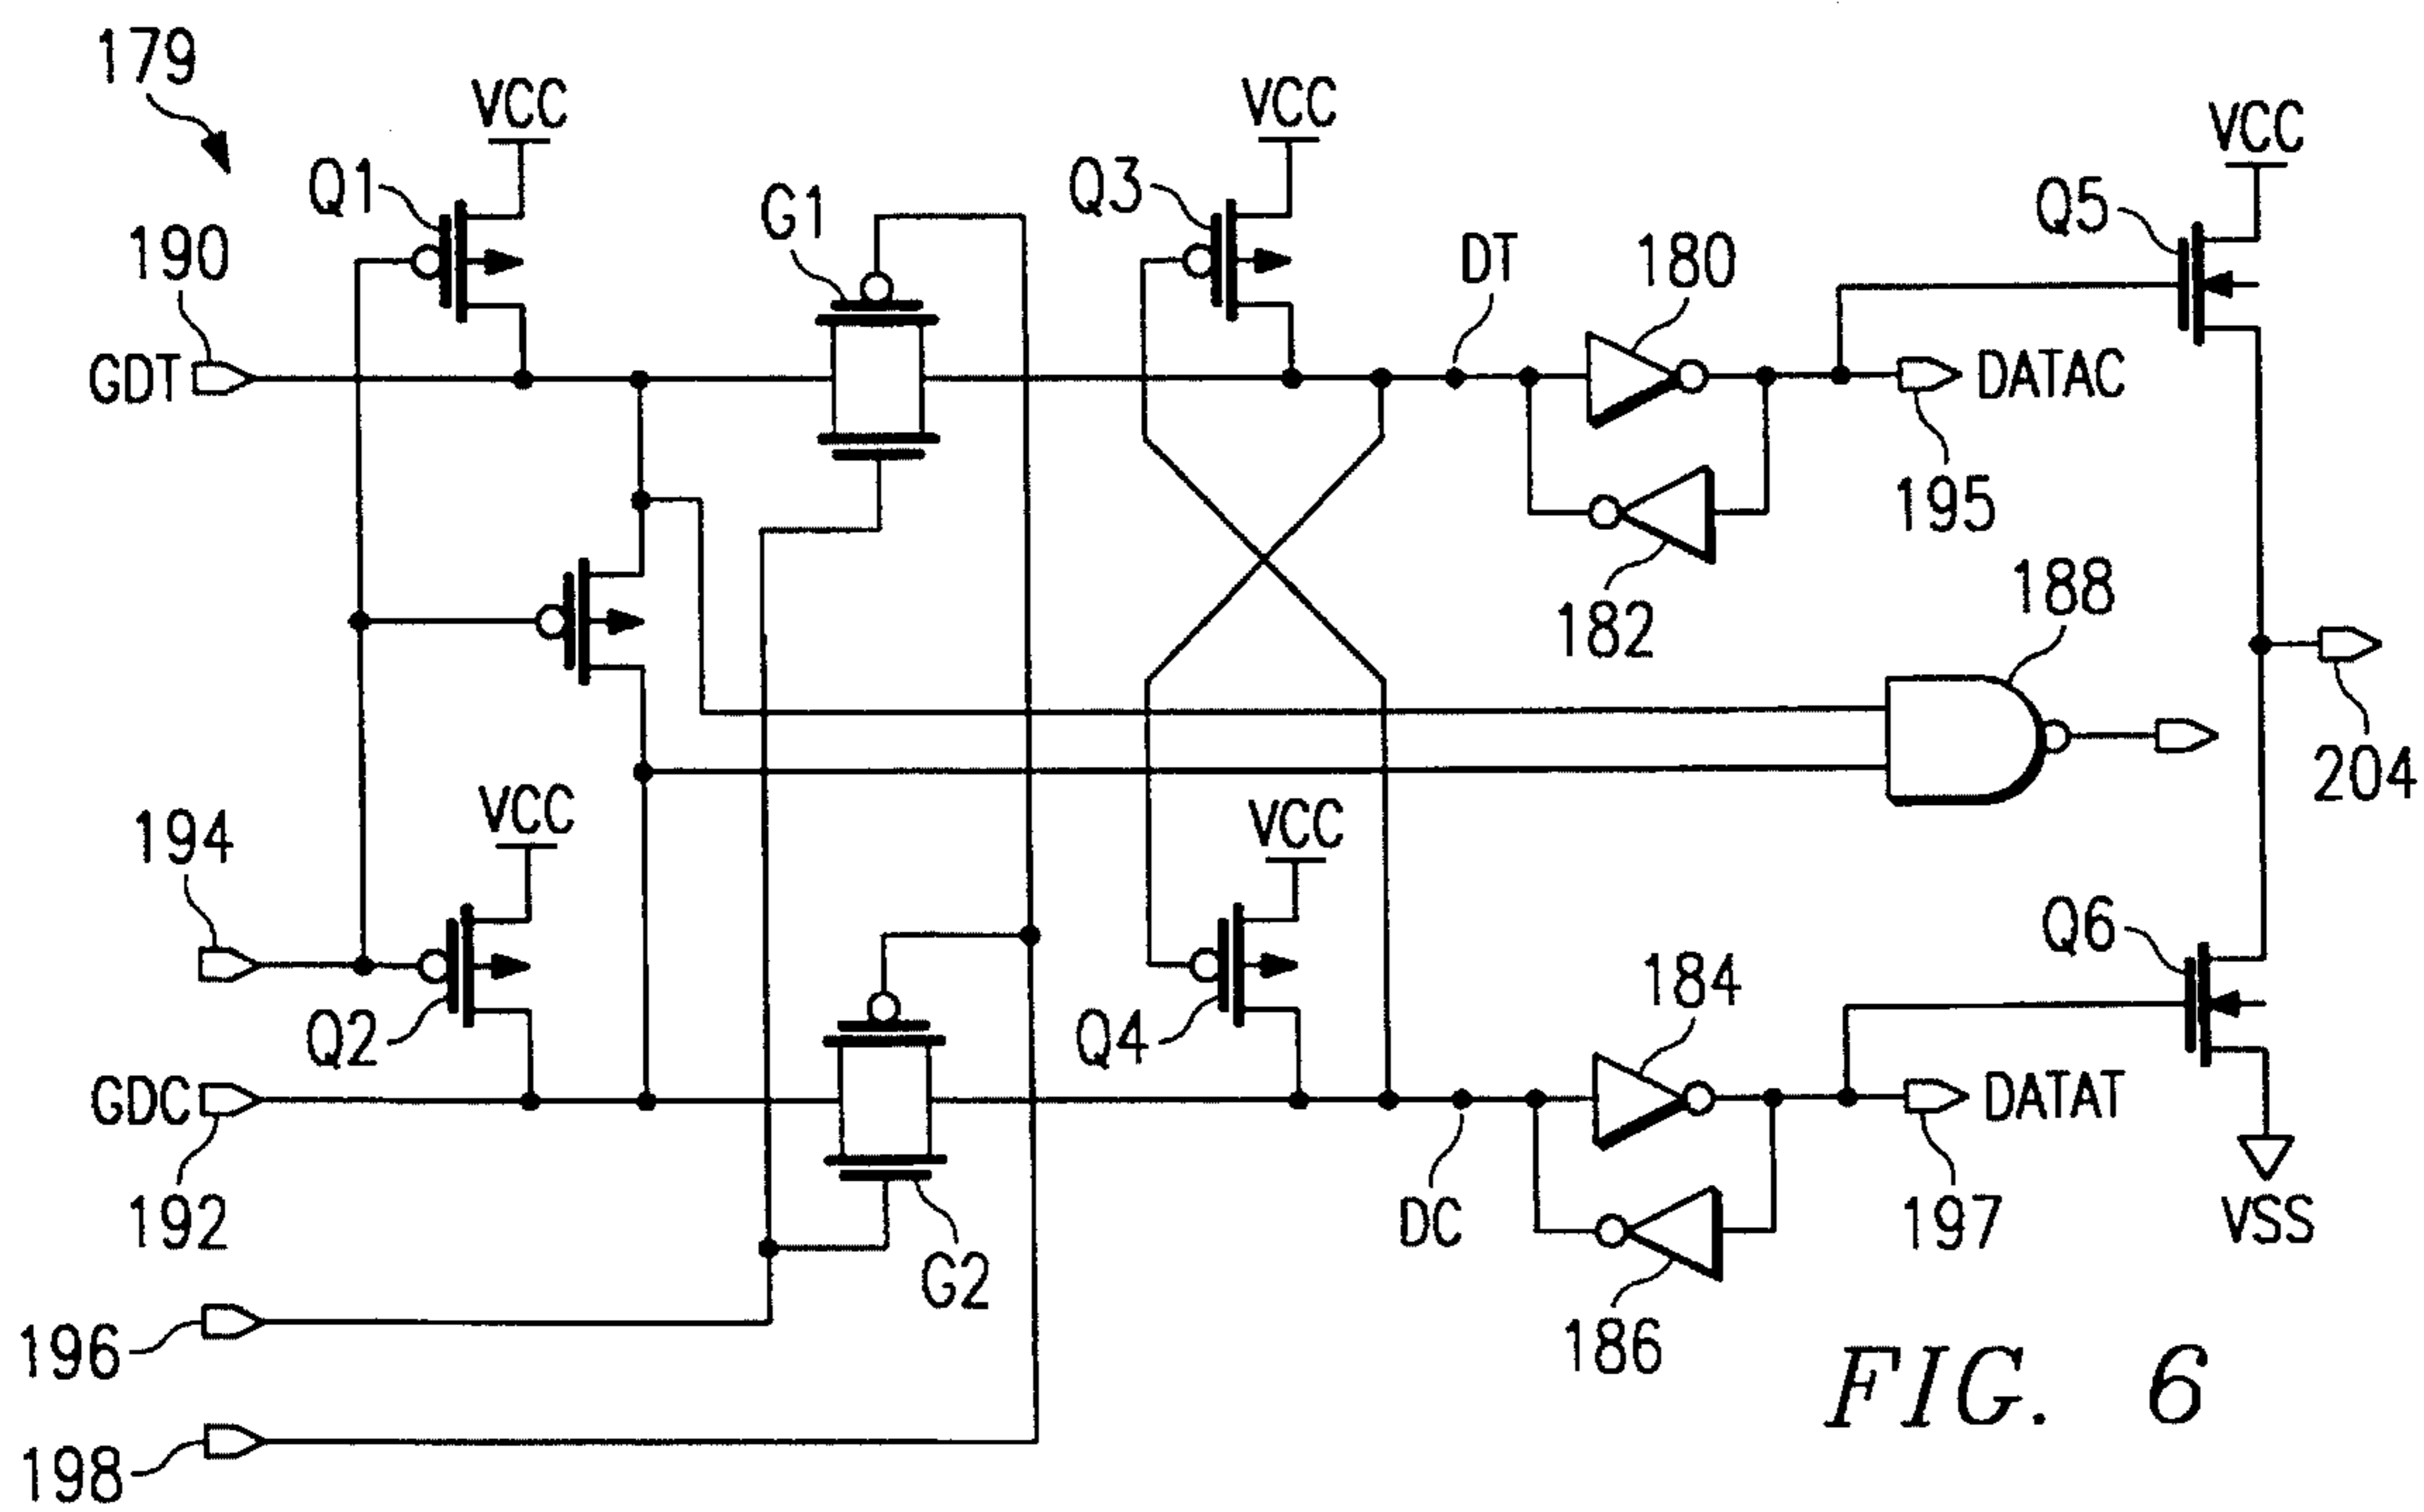 179
VCC
VCC
VCC
Q1
Q3
Q5
190
G1
DT
180
GDT
DATAC
195
182
188
204
194
VCC
VCC
Q6
184
Q2
Q4
GDC
DATAT
192
DC
197
VSS
G2
196
186
198
FIG. 6